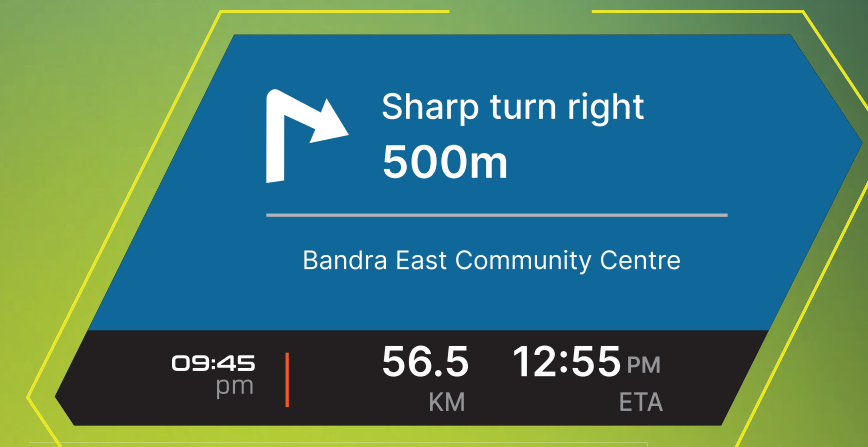 Sharp turn right
500m
Bandra East Community Centre
09:45 56.5 12:55 PM
pm KM ETA